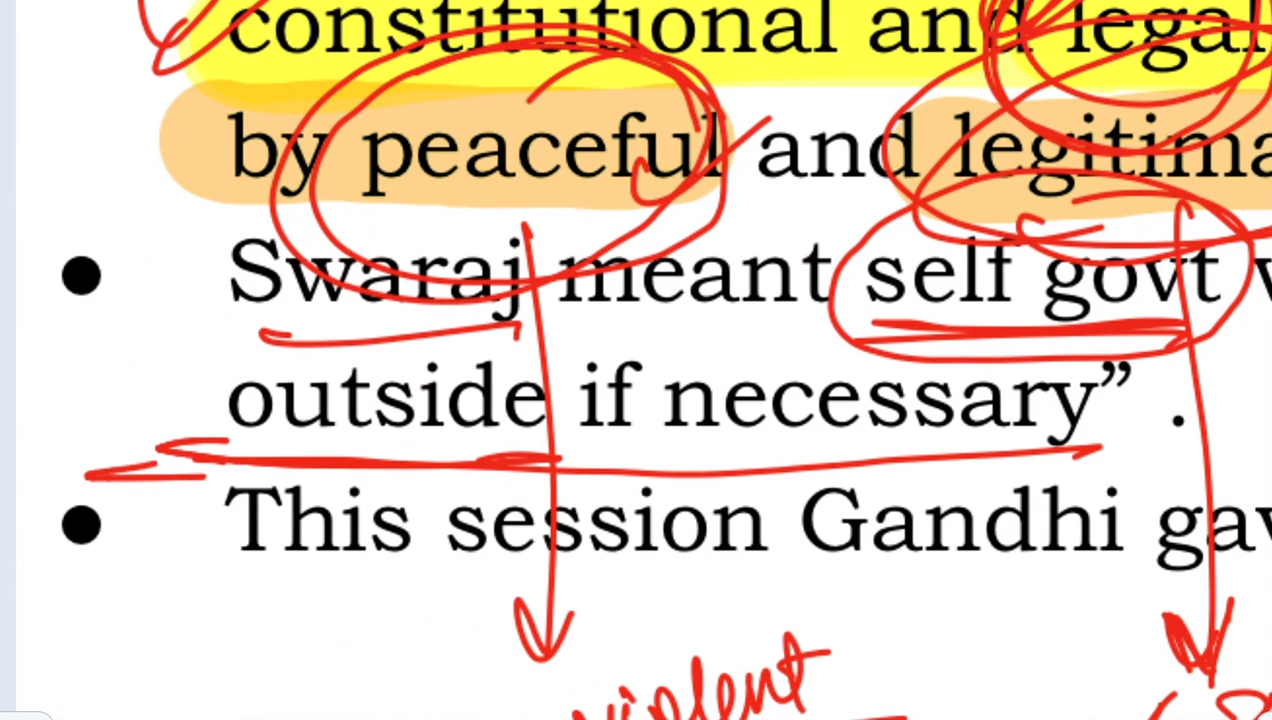 constitutional and legal
by peaceful and legitima
• Swaraj meant self govt w
outside if necessary” .
• This session Gandhi gav
violent